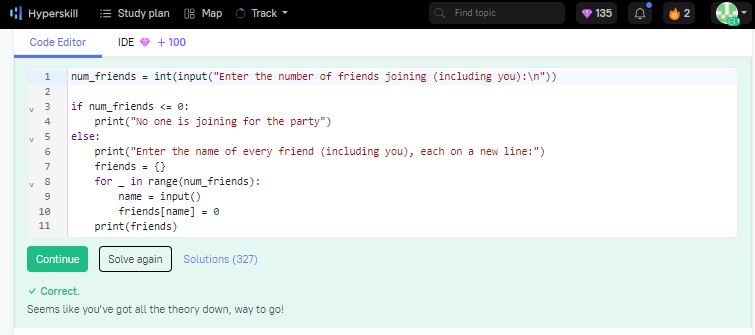 Hyperskill Study plan Map Track Find topic 135 2
Code Editor IDE + 100
1 num_friends = int(input("Enter the number of friends joining (including you):\n"))
2
3 if num_friends <= 0:
4     print("No one is joining for the party")
5 else:
6     print("Enter the name of every friend (including you), each on a new line:")
7     friends = {}
8     for _ in range(num_friends):
9         name = input()
10         friends[name] = 0
11     print(friends)
Continue Solve again Solutions (327)
✓ Correct.
Seems like you've got all the theory down, way to go!